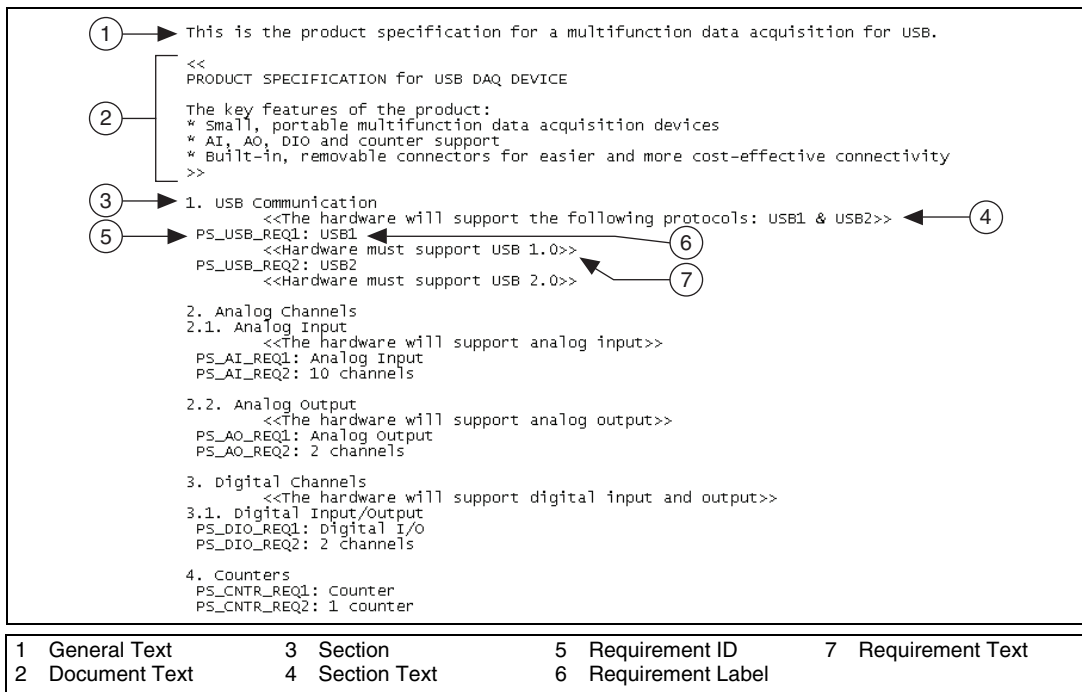 1 This is the product specification for a multifunction data acquisition for USB.
<<
PRODUCT SPECIFICATION for USB DAQ DEVICE
2
The key features of the product:
* Small, portable multifunction data acquisition devices
* AI, AO, DIO and counter support
* Built-in, removable connectors for easier and more cost-effective connectivity
>>
3 1. USB Communication
<<The hardware will support the following protocols: USB1 & USB2>> 4
5 PS_USB_REQ1: USB1 6
<<Hardware must support USB 1.0>>
PS_USB_REQ2: USB2
<<Hardware must support USB 2.0>> 7
2. Analog Channels
2.1. Analog Input
<<The hardware will support analog input>>
PS_AI_REQ1: Analog Input
PS_AI_REQ2: 10 channels
2.2. Analog Output
<<The hardware will support analog output>>
PS_AO_REQ1: Analog Output
PS_AO_REQ2: 2 channels
3. Digital Channels
<<The hardware will support digital input and output>>
3.1. Digital Input/Output
PS_DIO_REQ1: Digital I/O
PS_DIO_REQ2: 2 channels
4. Counters
PS_CNTR_REQ1: Counter
PS_CNTR_REQ2: 1 counter
1 General Text 3 Section 5 Requirement ID 7 Requirement Text
2 Document Text 4 Section Text 6 Requirement Label